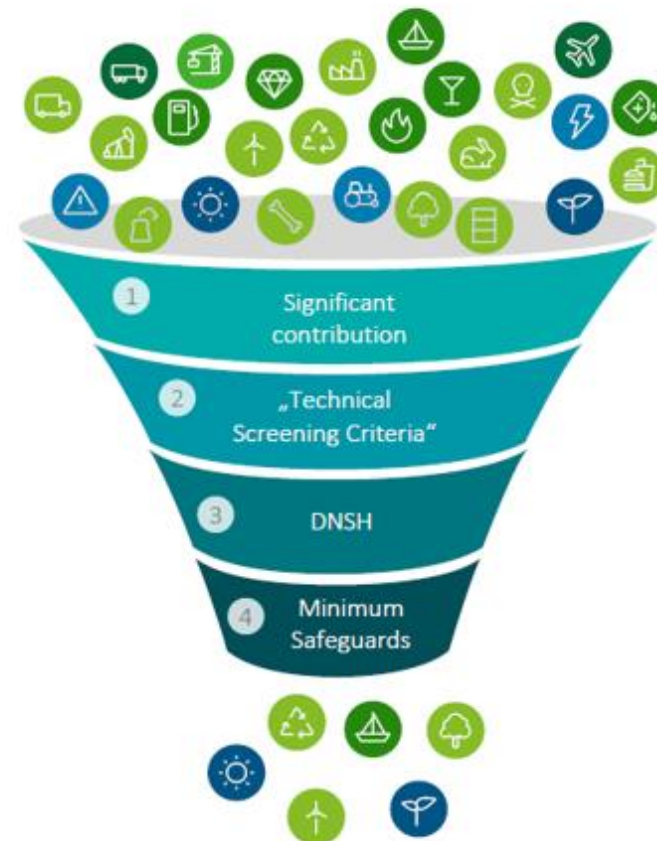 1
Significant
contribution
2
„Technical
Screening Criteria“
3
DNSH
4
Minimum
Safeguards